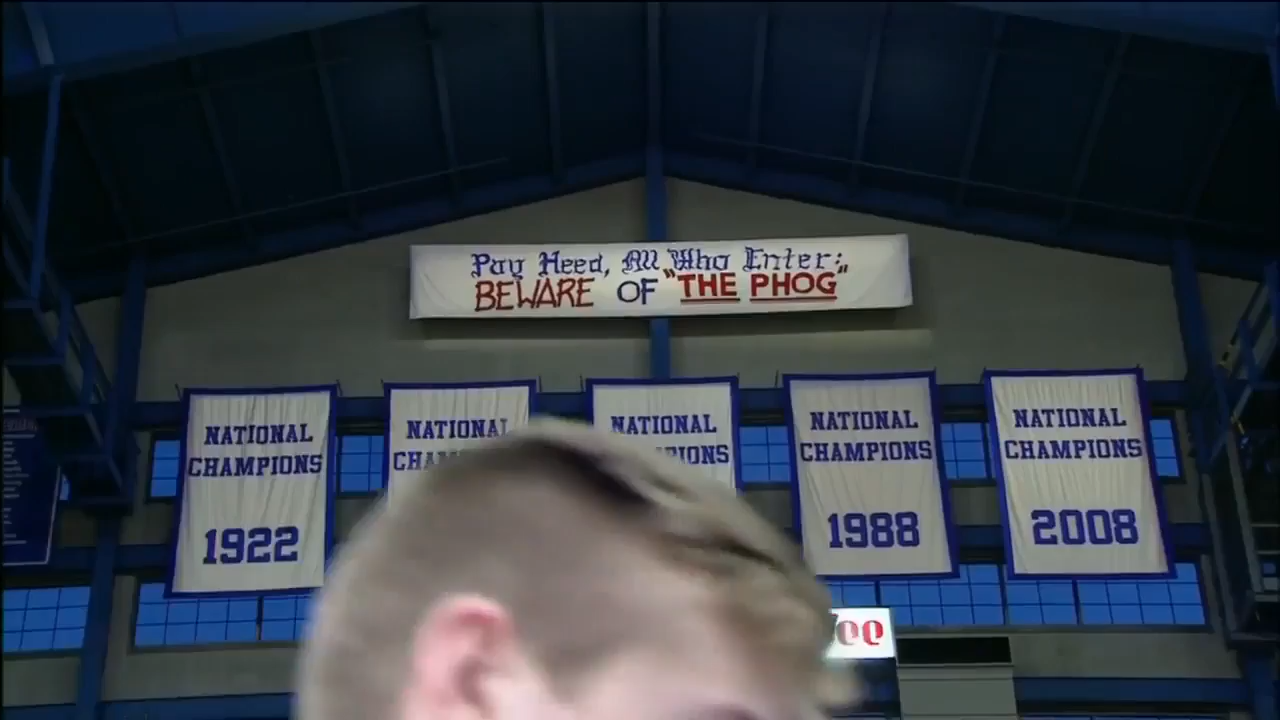 Pay Heed, All Who Enter:
BEWARE OF "THE PHOG"
NATIONAL
CHAMPIONS
1922
NATIONAL
NATIONAL
NATIONAL
CHAMPIONS
1988
NATIONAL
CHAMPIONS
2008